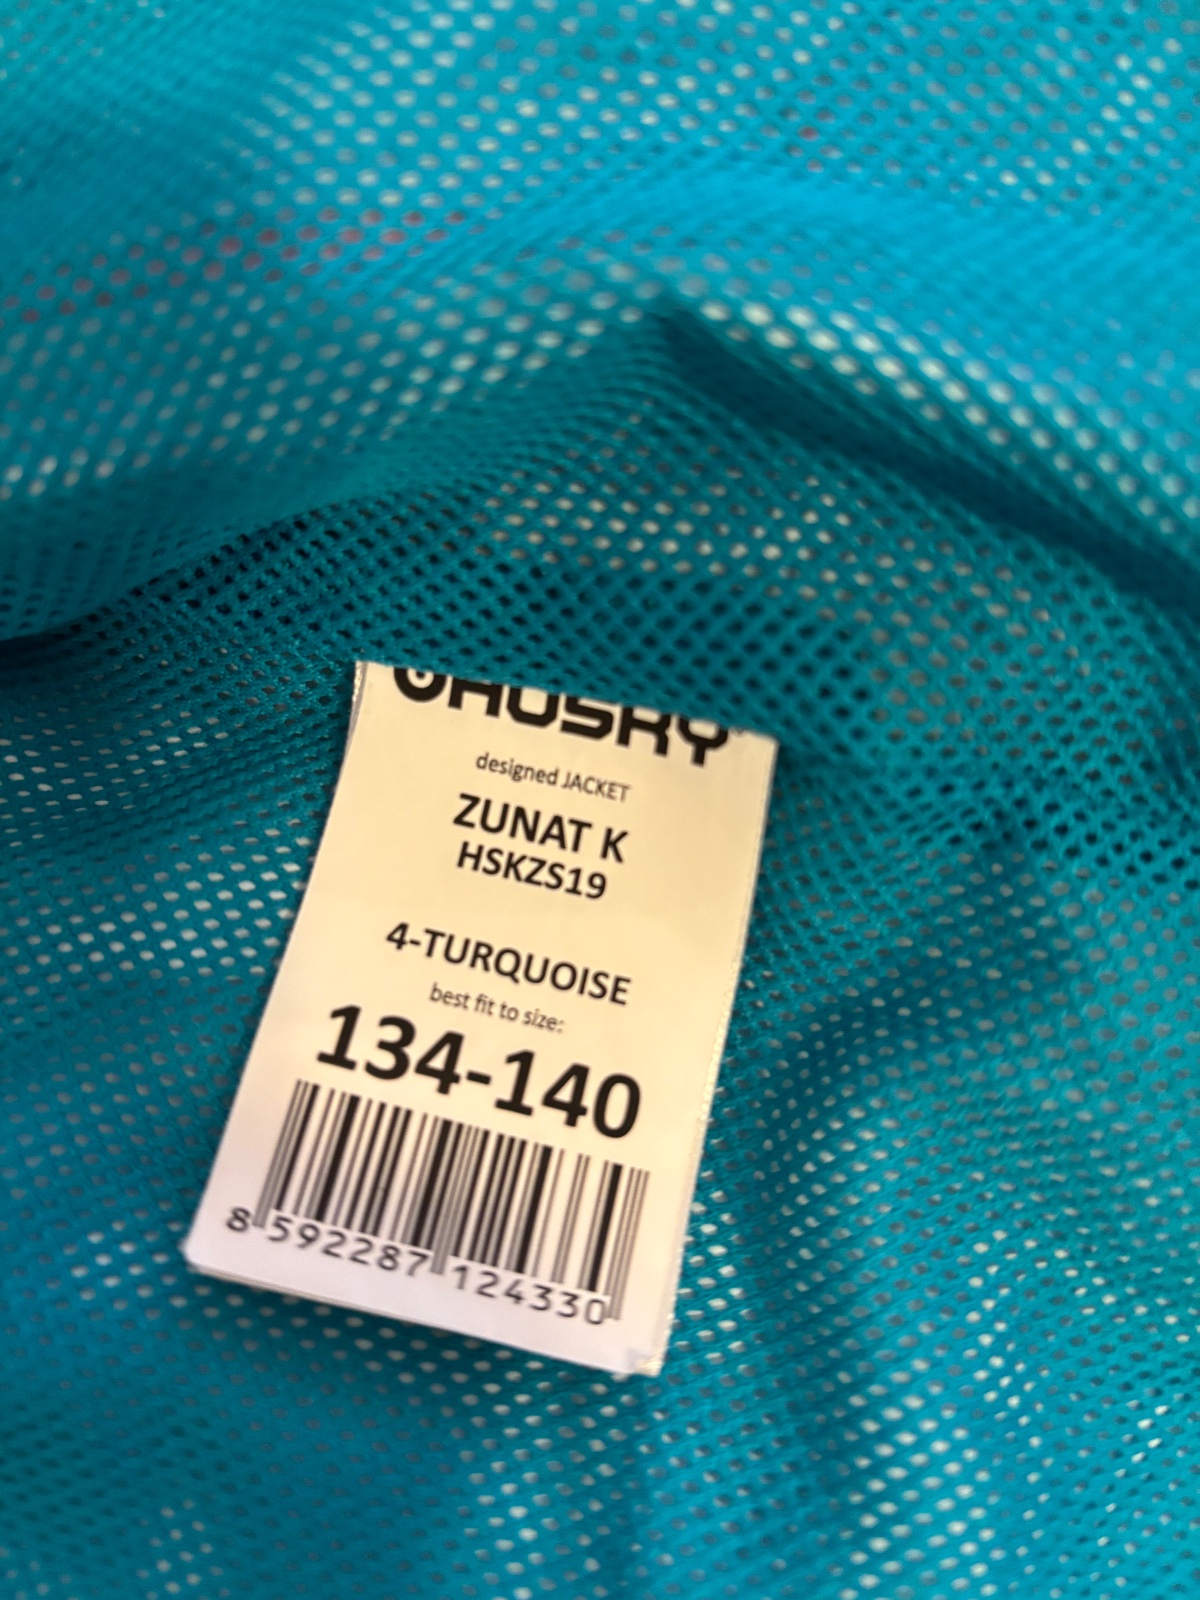 HUSKY
designed JACKET
ZUNAT K
HSKZS19
4-TURQUOISE
best fit to size:
134-140
8 592287 124330